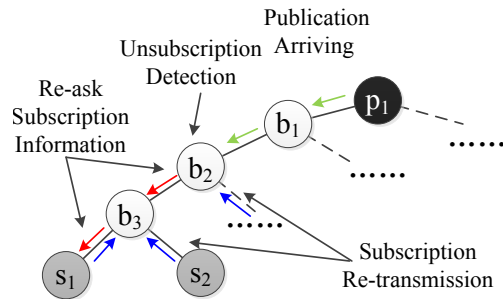 Publication
Arriving
Unsubscription
Detection
Re-ask
Subscription
Information
p1
b1
......
b2
......
b3
......
s1
s2
Subscription
Re-transmission